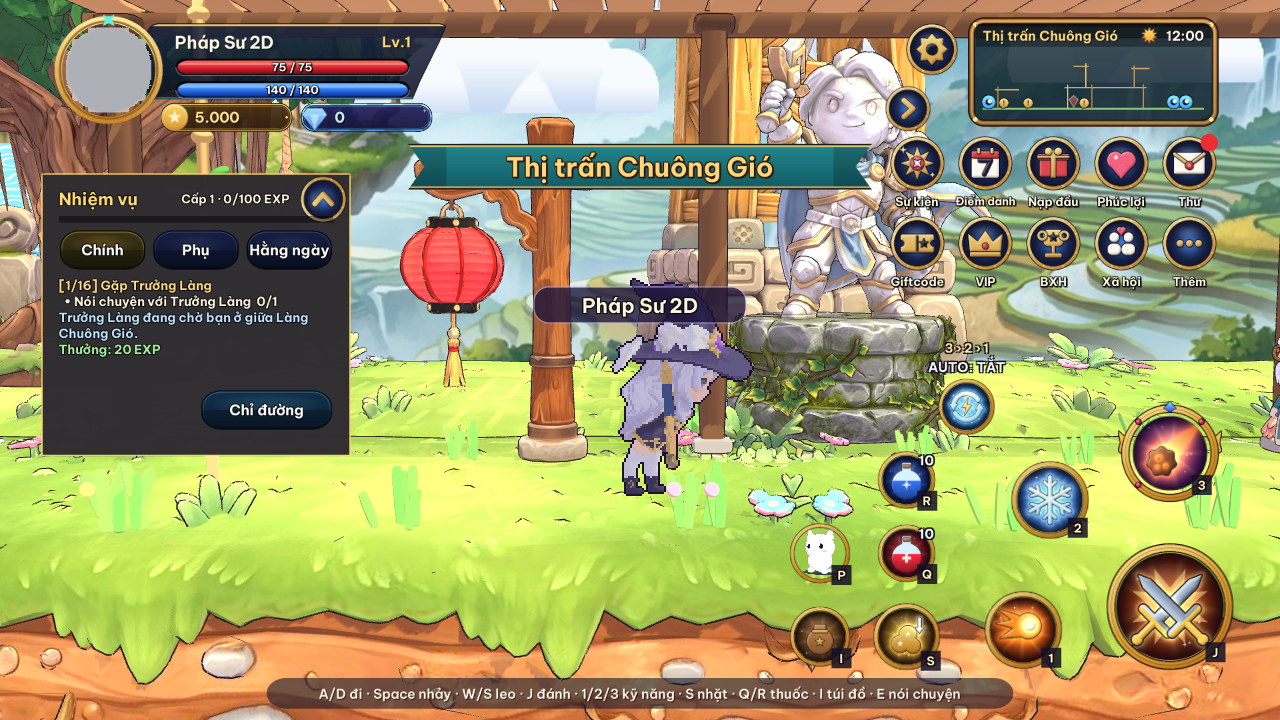 Pháp Sư 2D Lv.1
75 / 75
140 / 140
5.000 0
Thị trấn Chuông Gió 12:00
Thị trấn Chuông Gió
Nhiệm vụ Cấp 1 · 0/100 EXP
Chính Phụ Hằng ngày
[1/16] Gặp Trưởng Làng
• Nói chuyện với Trưởng Làng 0/1
Trưởng Làng đang chờ bạn ở giữa Làng
Chuông Gió.
Thưởng: 20 EXP
Chỉ đường
Pháp Sư 2D
7
Sự kiện Điểm danh Nạp đầu Phúc lợi Thư
Giftcode VIP BXH Xã hội Thêm
3›2›1
AUTO: TẮT
10
R
3
2
10
Q
P
I
S
1
J
A/D đi · Space nhảy · W/S leo · J đánh · 1/2/3 kỹ năng · S nhặt · Q/R thuốc · I túi đồ · E nói chuyện